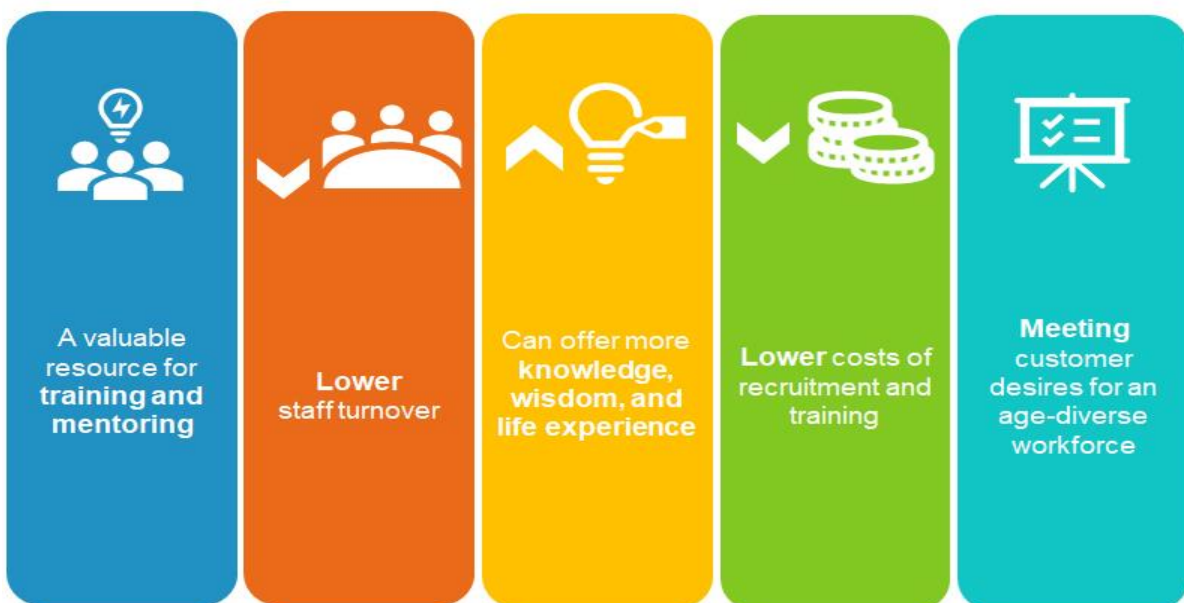 A valuable
resource for
training and
mentoring
Lower
staff turnover
Can offer more
knowledge,
wisdom, and
life experience
Lower costs of
recruitment and
training
Meeting
customer
desires for an
age-diverse
workforce